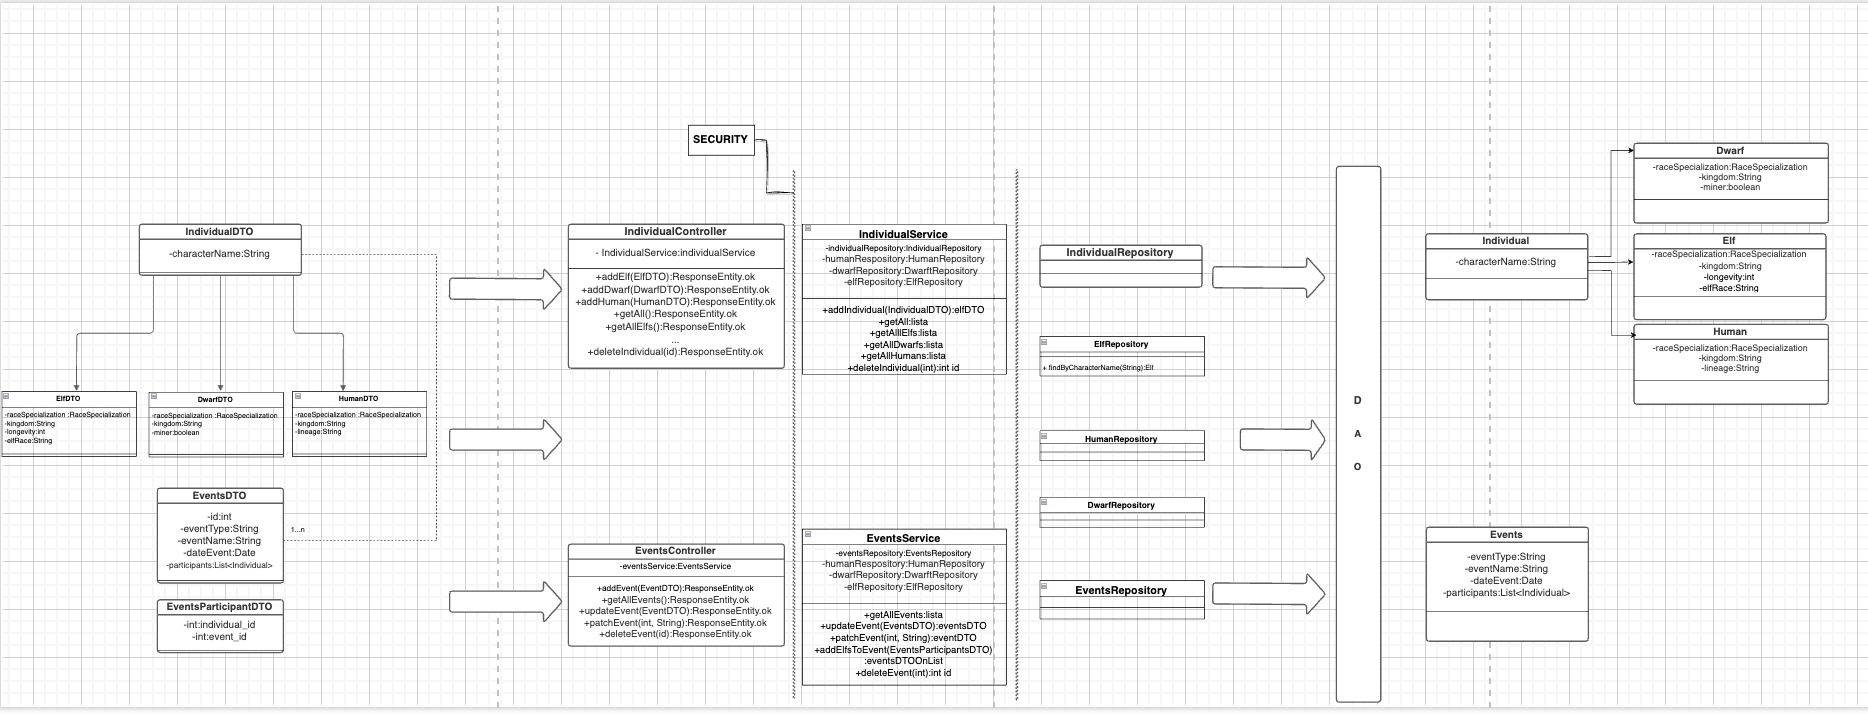 SECURITY
IndividualDTO
-characterName:String
ElfDTO
-raceSpecialization :RaceSpecialization
-kingdom:String
-longevity:int
-elfRace:String
DwarfDTO
-raceSpecialization :RaceSpecialization
-kingdom:String
-miner:boolean
HumanDTO
-raceSpecialization :RaceSpecialization
-kingdom:String
-lineage:String
EventsDTO
-id:int
-eventType:String
-eventName:String
-dateEvent:Date
-participants:List<Individual>
1...n
EventsParticipantDTO
-int:individual_id
-int:event_id
IndividualController
- IndividualService:individualService
+addElf(ElfDTO):ResponseEntity.ok
+addDwarf(DwarfDTO):ResponseEntity.ok
+addHuman(HumanDTO):ResponseEntity.ok
+getAll():ResponseEntity.ok
+getAllElfs():ResponseEntity.ok
...
+deleteIndividual(id):ResponseEntity.ok
EventsController
-eventsService:EventsService
+addEvent(EventDTO):ResponseEntity.ok
+getAllEvents():ResponseEntity.ok
+updateEvent(EventDTO):ResponseEntity.ok
+patchEvent(int, String):ResponseEntity.ok
+deleteEvent(id):ResponseEntity.ok
IndividualService
-individualRepository:IndividualRepository
-humanRespository:HumanRepository
-dwarfRepository:DwarftRepository
-elfRepository:ElfRepository
+addIndividual(IndividualDTO):elfDTO
+getAll:lista
+getAlllElfs:lista
+getAllDwarfs:lista
+getAllHumans:lista
+deleteIndividual(int):int id
EventsService
-eventsRepository:EventsRepository
-humanRespository:HumanRepository
-dwarfRepository:DwarftRepository
-elfRepository:ElfRepository
+getAllEvents:lista
+updateEvent(EventsDTO):eventsDTO
+patchEvent(int, String):eventDTO
+addElfsToEvent(EventsParticipantsDTO)
:eventsDTOOnList
+deleteEvent(int):int id
IndividualRepository
ElfRepository
+ findByCharacterName(String):Elf
HumanRepository
DwarfRepository
EventsRepository
D
A
O
Individual
-characterName:String
Dwarf
-raceSpecialization:RaceSpecialization
-kingdom:String
-miner:boolean
Elf
-raceSpecialization:RaceSpecialization
-kingdom:String
-longevity:int
-elfRace:String
Human
-raceSpecialization:RaceSpecialization
-kingdom:String
-lineage:String
Events
-eventType:String
-eventName:String
-dateEvent:Date
-participants:List<Individual>